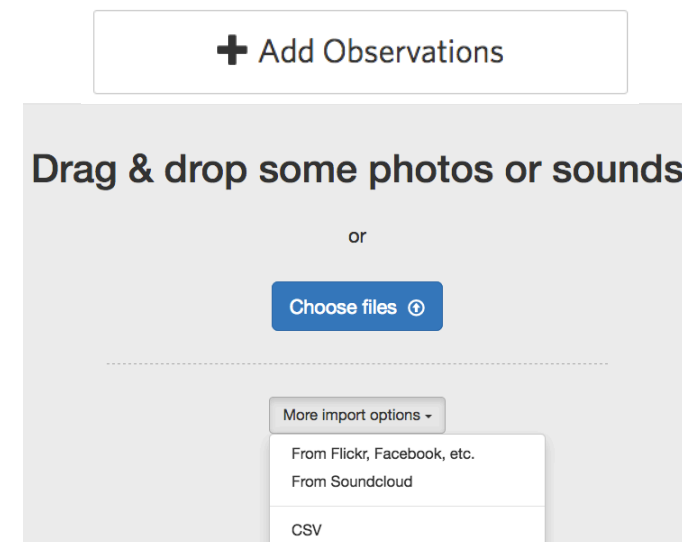 Add Observations
Drag & drop some photos or sounds
or
Choose files
More import options
From Flickr, Facebook, etc.
From Soundcloud
CSV